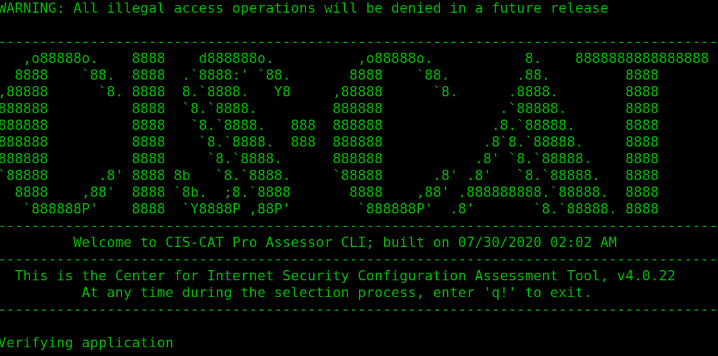 WARNING: All illegal access operations will be denied in a future release
CIS-CAT
Welcome to CIS-CAT Pro Assessor CLI; built on 07/30/2020 02:02 AM
This is the Center for Internet Security Configuration Assessment Tool, v4.0.22
At any time during the selection process, enter 'q!' to exit.
Verifying application